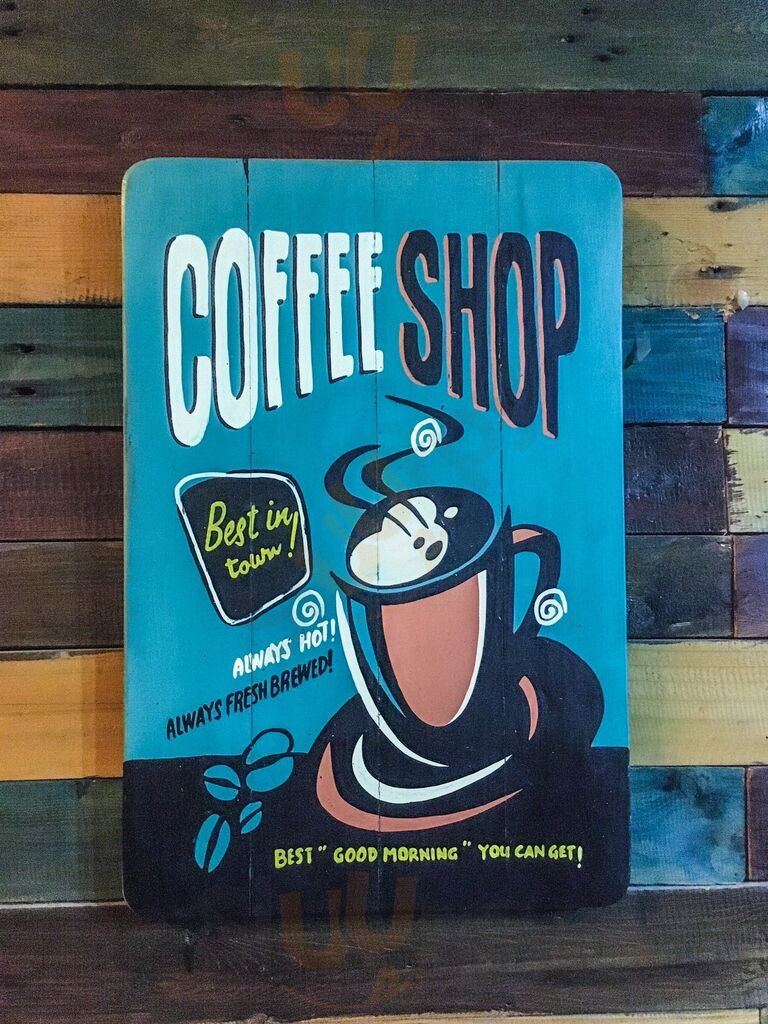 COFFEE SHOP
Best in
town!
ALWAYS HOT!
ALWAYS FRESH BREWED!
BEST "GOOD MORNING" YOU CAN GET!